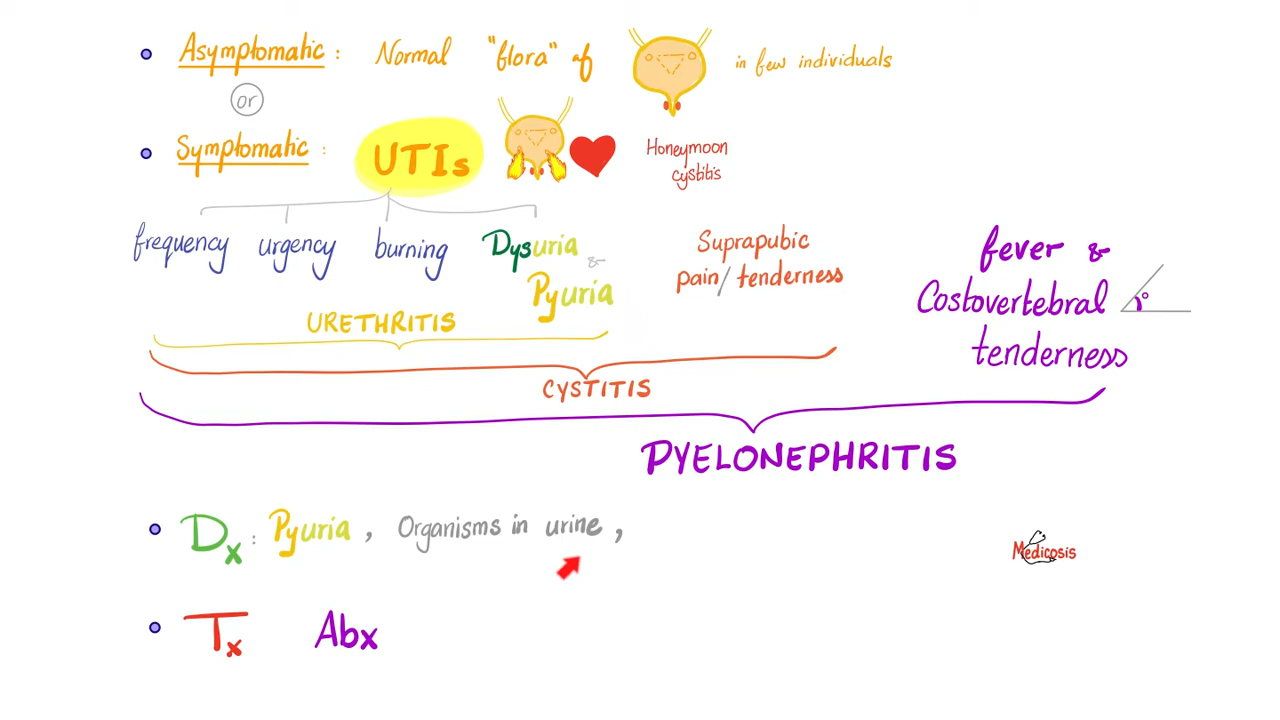 Asymptomatic : Normal "flora" of in few individuals
or
Symptomatic : UTIs Honeymoon cystitis
frequency urgency burning Dysuria & Pyuria
Suprapubic pain/tenderness
fever & Costovertebral tenderness
URETHRITIS
CYSTITIS
PYELONEPHRITIS
Dx : Pyuria , Organisms in urine ,
Medicosis
Tx Abx